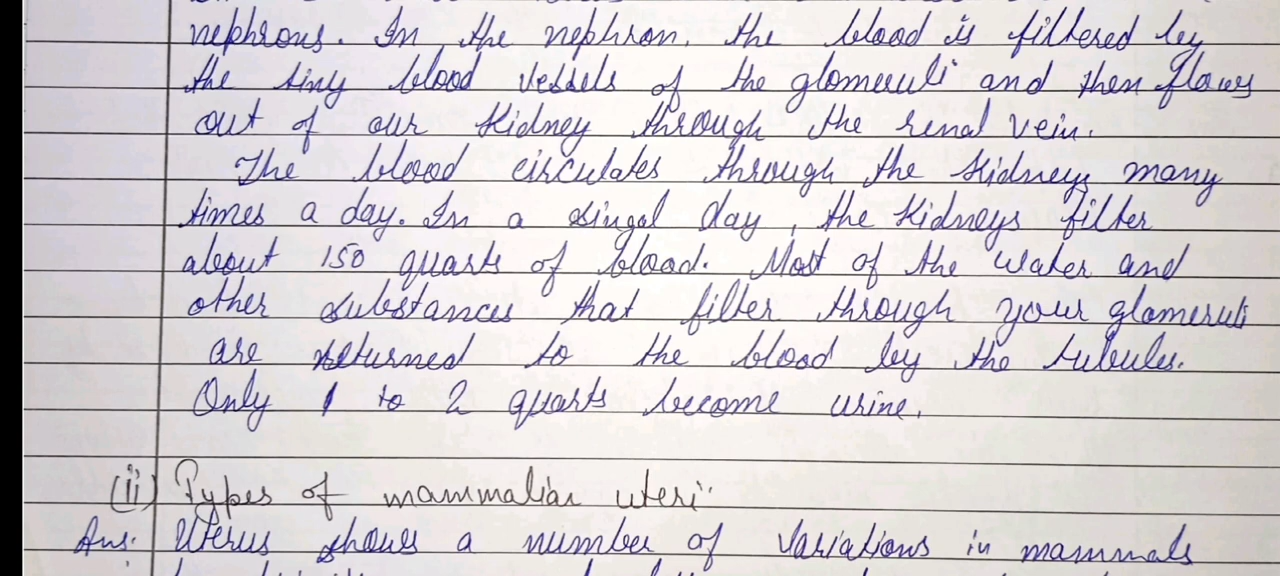 nephrons. In the nephron, the blood is filtered by
the tiny blood vessels of the glomeruli and then flows
out of our kidney through the renal vein.
The blood circulates through the kidneys many
times a day. In a singal day, the kidneys filter
about 150 quarts of blood. Most of the water and
other substances that filter through your glomeruli
are returned to the blood by the tubules.
Only 1 to 2 quarts become urine.
(ii) Types of mammalian uteri
Ans. Uterus shows a number of variations in mammals